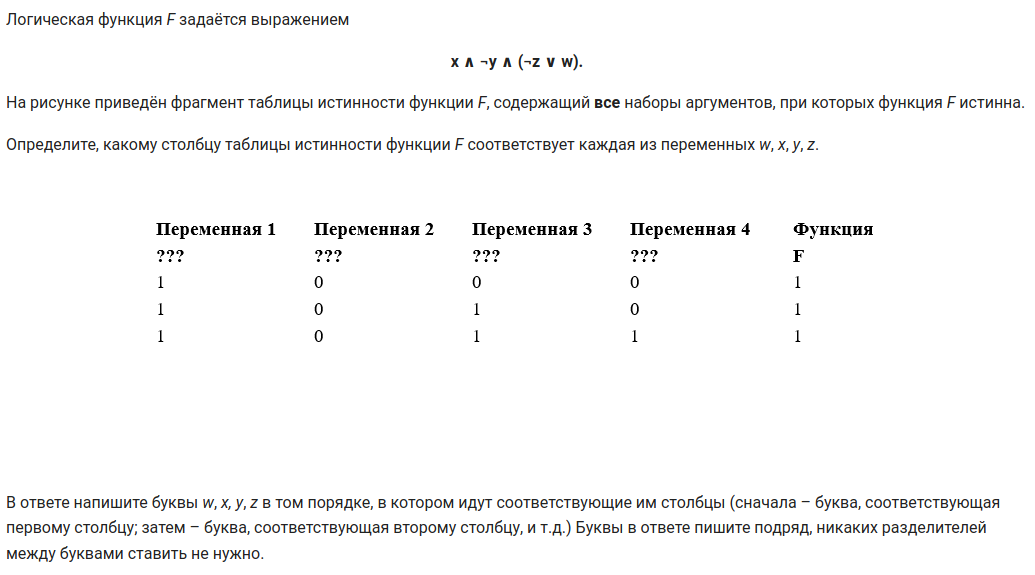 Логическая функция F задаётся выражением
x ∧ ¬y ∧ (¬z ∨ w).
На рисунке приведён фрагмент таблицы истинности функции F, содержащий все наборы аргументов, при которых функция F истинна.
Определите, какому столбцу таблицы истинности функции F соответствует каждая из переменных w, x, y, z.
Переменная 1 Переменная 2 Переменная 3 Переменная 4 Функция
??? ??? ??? ??? F
1 0 0 0 1
1 0 1 0 1
1 0 1 1 1
В ответе напишите буквы w, x, y, z в том порядке, в котором идут соответствующие им столбцы (сначала – буква, соответствующая
первому столбцу; затем – буква, соответствующая второму столбцу, и т.д.) Буквы в ответе пишите подряд, никаких разделителей
между буквами ставить не нужно.